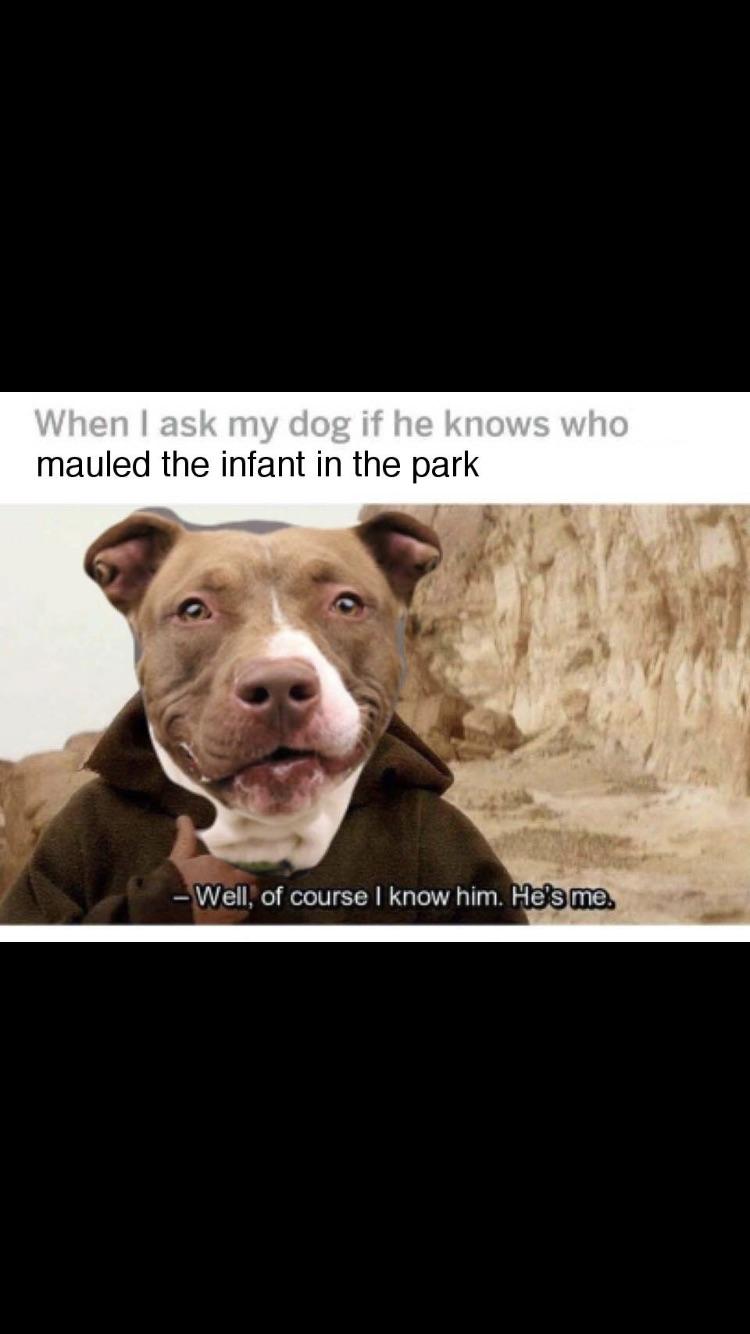 When I ask my dog if he knows who
mauled the infant in the park
– Well, of course I know him. He's me.